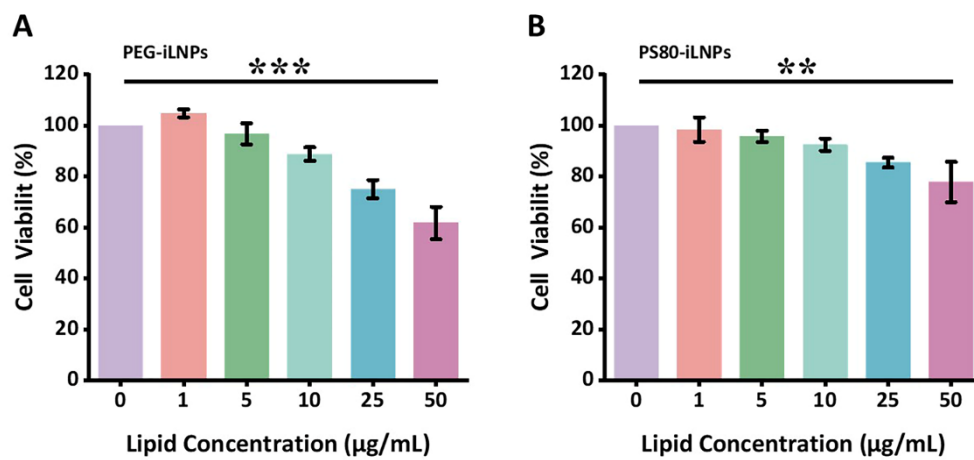 A
PEG-iLNPs
***
Cell Viabilit (%)
120
100
80
60
40
20
0
0 1 5 10 25 50
Lipid Concentration (µg/mL)
B
PS80-iLNPs
**
Cell Viability (%)
120
100
80
60
40
20
0
0 1 5 10 25 50
Lipid Concentration (µg/mL)